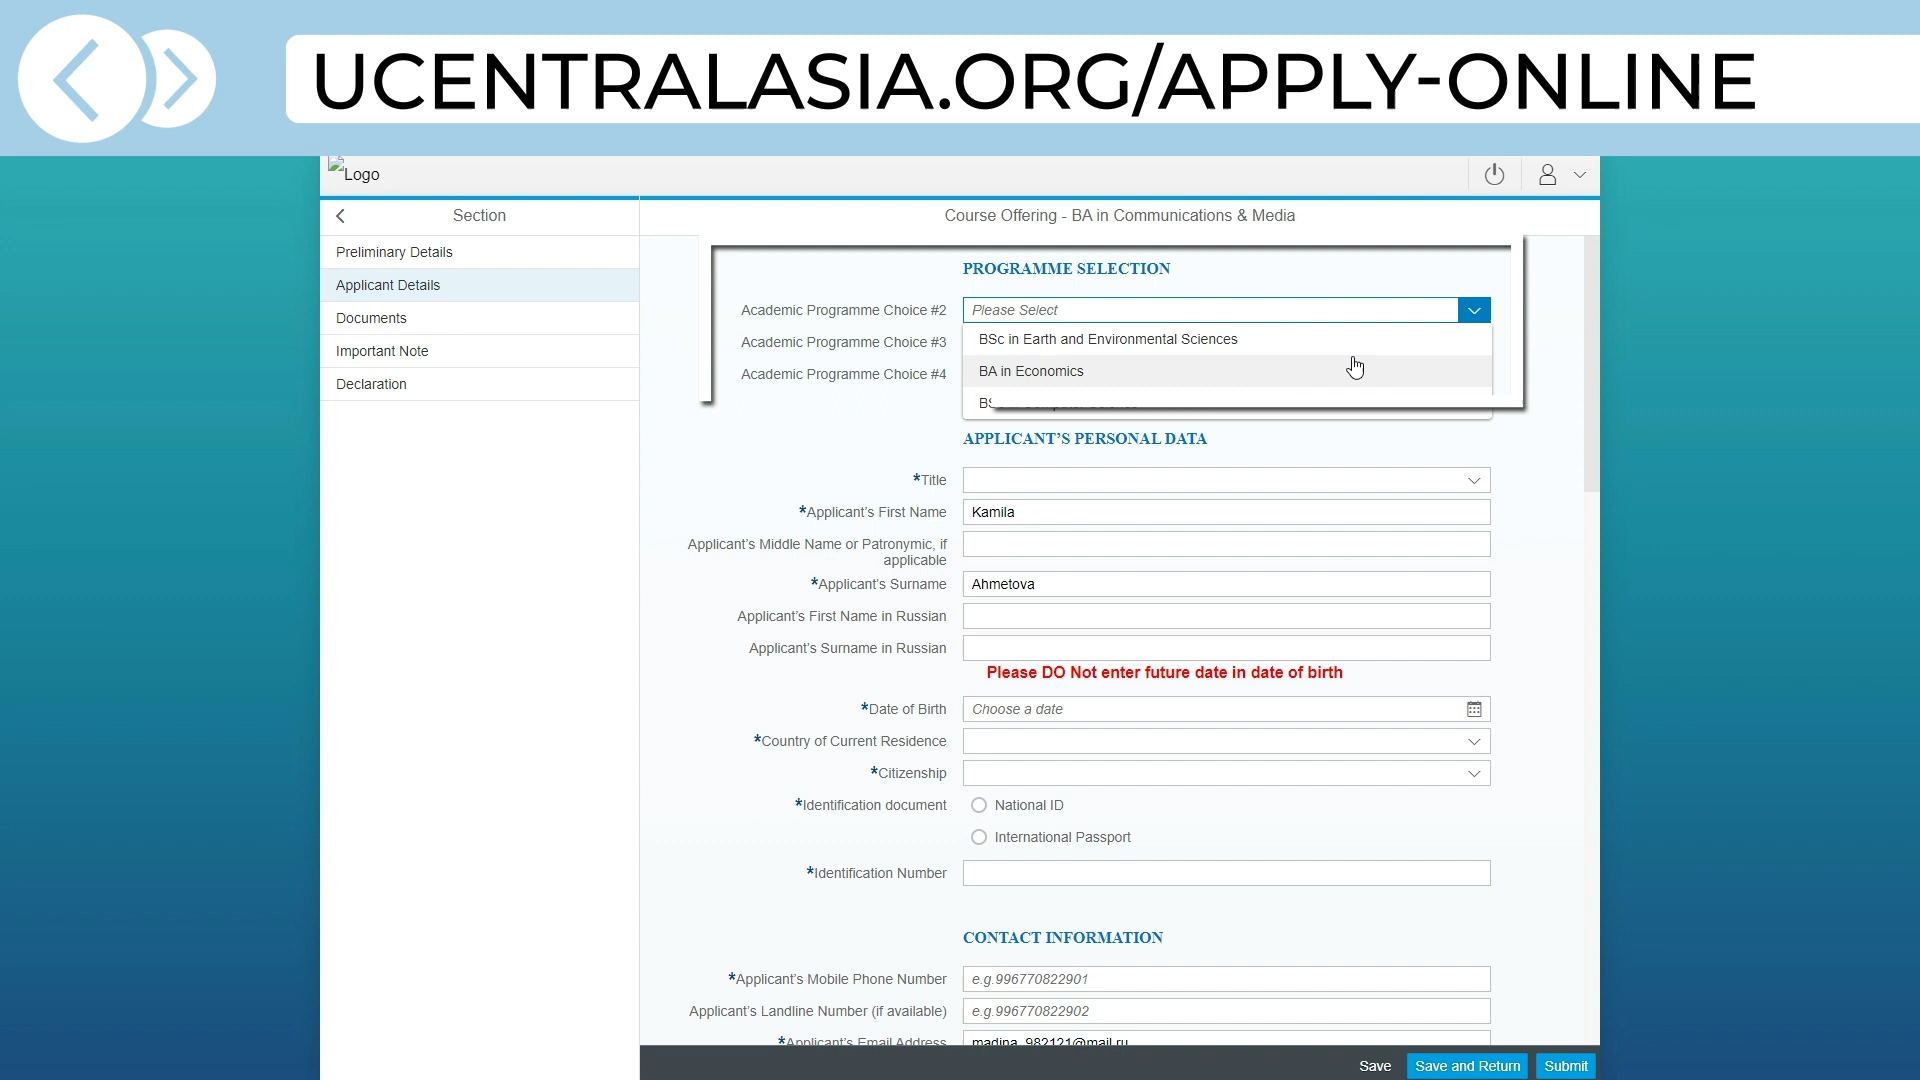 UCENTRALASIA.ORG/APPLY-ONLINE
Logo
Section
Course Offering - BA in Communications & Media
Preliminary Details
Applicant Details
Documents
Important Note
Declaration
PROGRAMME SELECTION
Academic Programme Choice #2
Please Select
BSc in Earth and Environmental Sciences
Academic Programme Choice #3
BA in Economics
Academic Programme Choice #4
APPLICANT'S PERSONAL DATA
*Title
*Applicant's First Name
Kamila
Applicant's Middle Name or Patronymic, if
applicable
*Applicant's Surname
Ahmetova
Applicant's First Name in Russian
Applicant's Surname in Russian
Please DO Not enter future date in date of birth
*Date of Birth
Choose a date
*Country of Current Residence
*Citizenship
*Identification document
National ID
International Passport
*Identification Number
CONTACT INFORMATION
*Applicant's Mobile Phone Number
e.g.996770822901
Applicant's Landline Number (if available)
e.g.996770822902
*Applicant's Email Address
madina_982121@mail.ru
Save
Save and Return
Submit